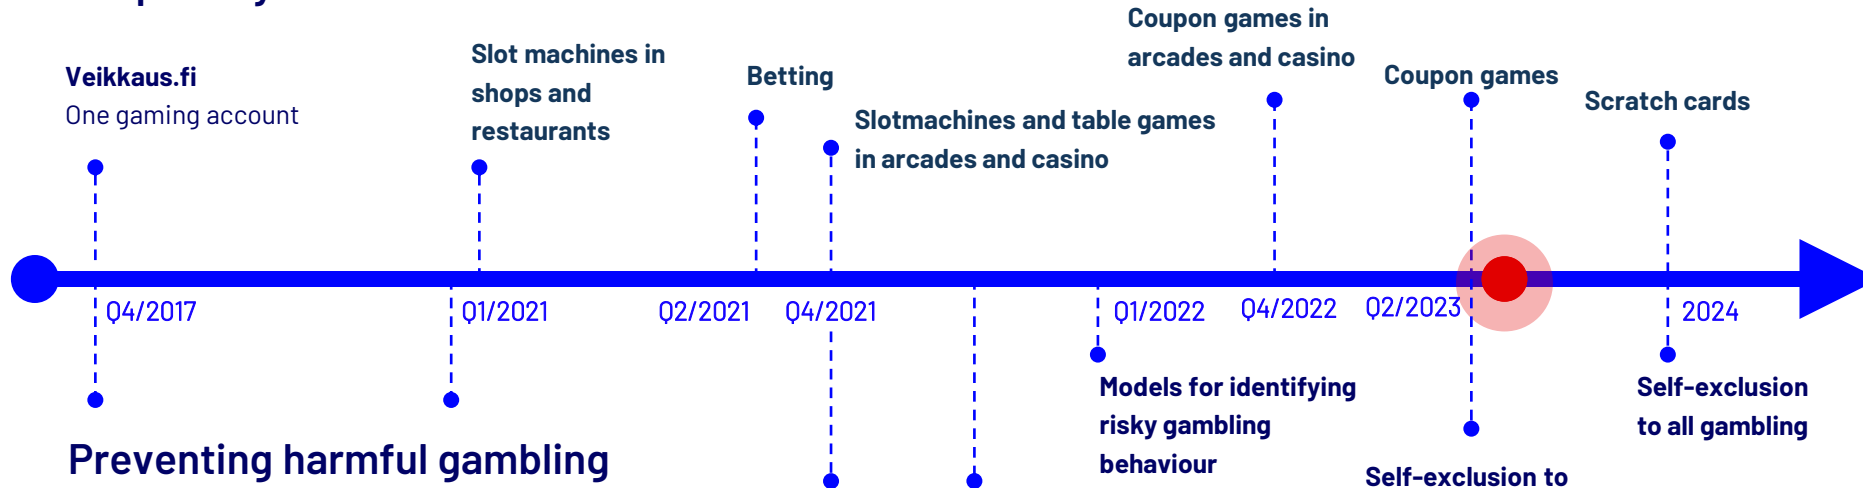 Coupon games in
arcades and casino
Slot machines in
shops and
restaurants
Veikkaus.fi
One gaming account
Betting
Coupon games
Scratch cards
Slotmachines and table games
in arcades and casino
Q4/2017
Q1/2021
Q2/2021
Q4/2021
Q1/2022
Q4/2022
Q2/2023
2024
Models for identifying
risky gambling
behaviour
Self-exclusion
to all gambling
Preventing harmful gambling
Self-exclusion to